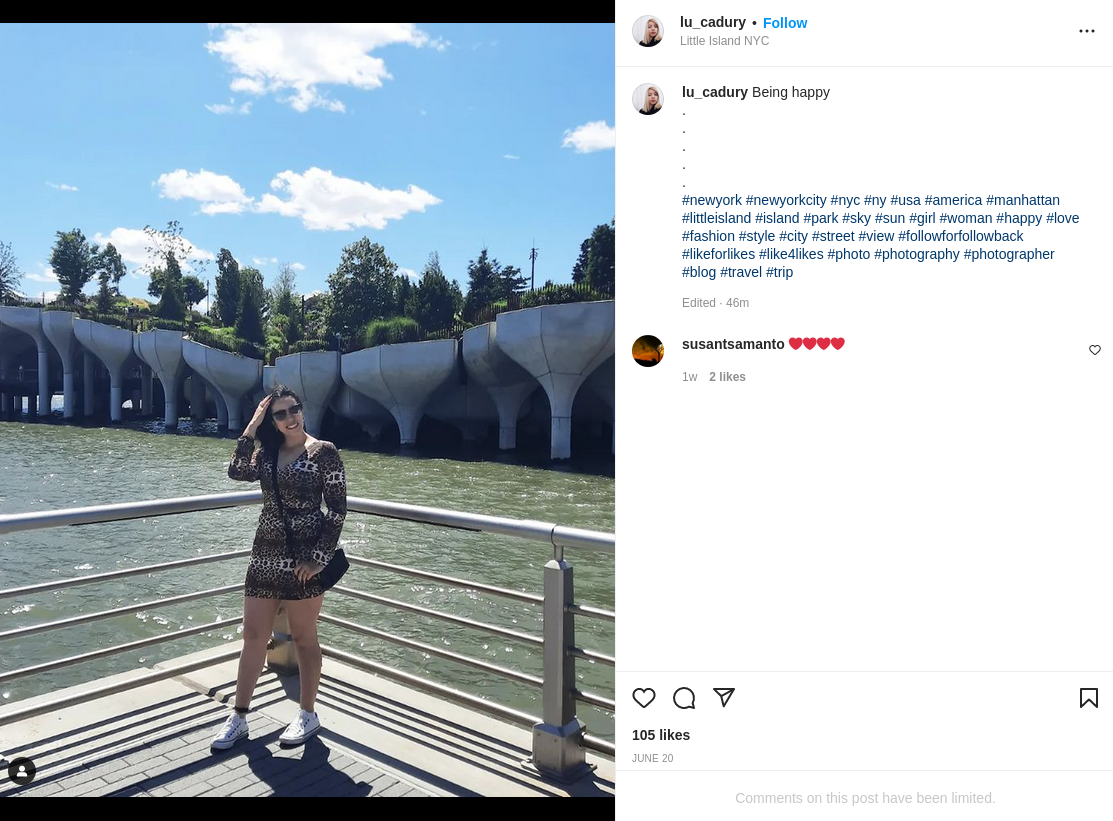 lu_cadury • Follow
Little Island NYC
lu_cadury Being happy
.
.
.
.
.
#newyork #newyorkcity #nyc #ny #usa #america #manhattan
#littleisland #island #park #sky #sun #girl #woman #happy #love
#fashion #style #city #street #view #followforfollowback
#likeforlikes #like4likes #photo #photography #photographer
#blog #travel #trip
Edited · 46m
susantsamanto ❤️❤️❤️❤️
1w 2 likes
105 likes
JUNE 20
Comments on this post have been limited.